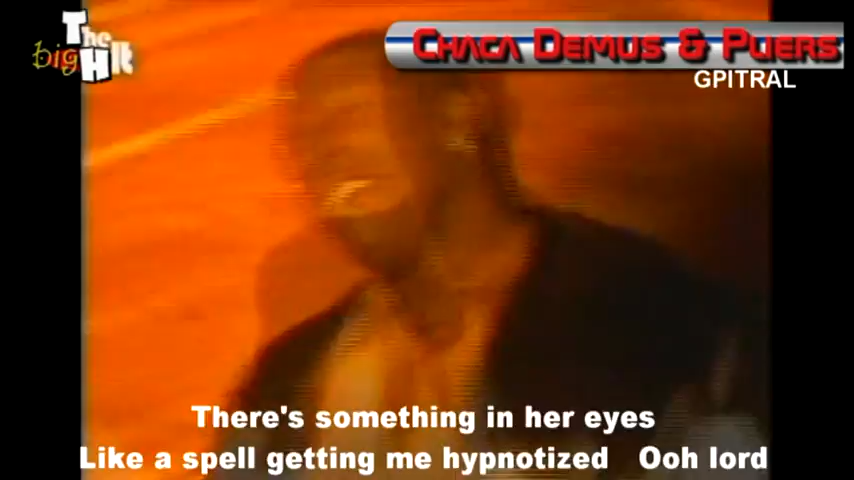 The
big Hit
Chaca Demus & Pliers
GPITRAL
There's something in her eyes
Like a spell getting me hypnotized Ooh lord